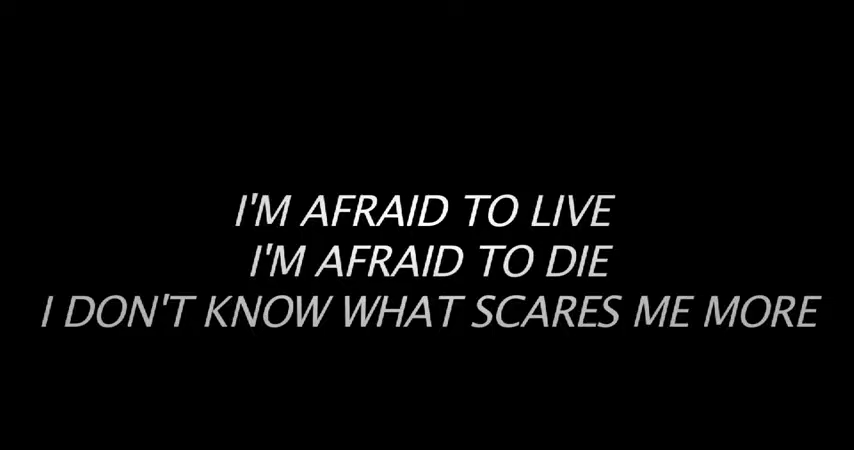 I'M AFRAID TO LIVE
I'M AFRAID TO DIE
I DON'T KNOW WHAT SCARES ME MORE